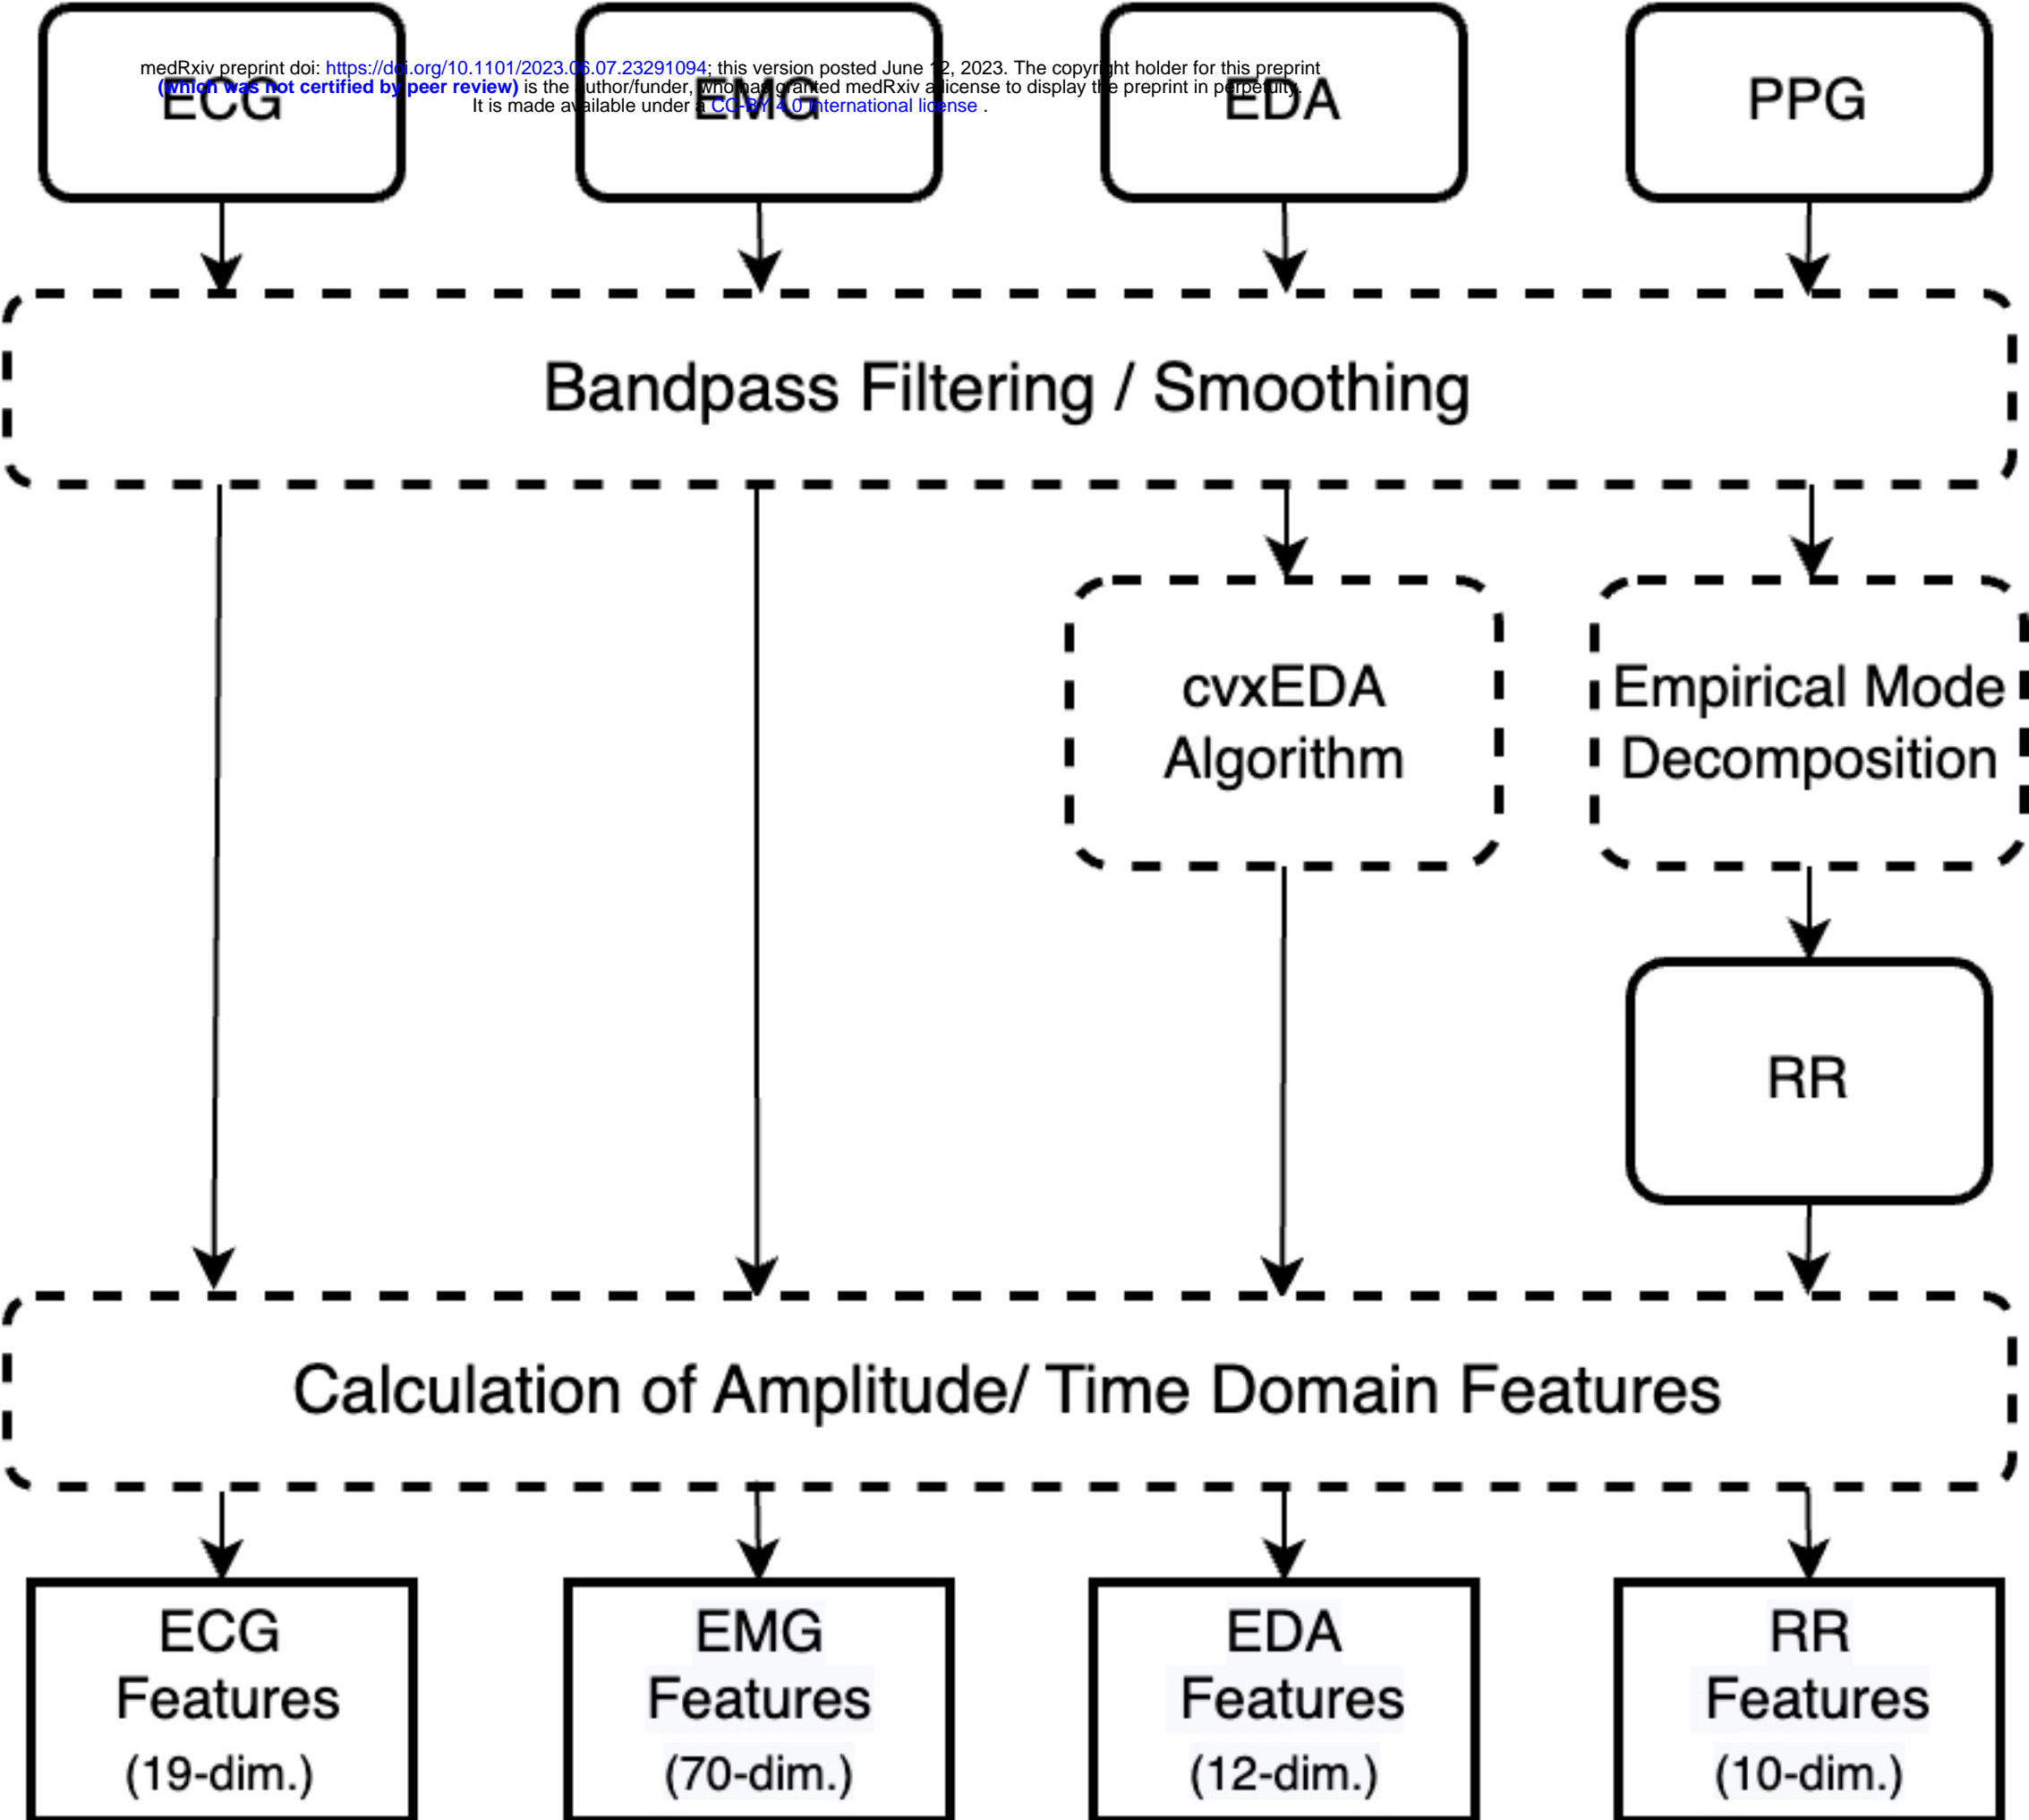 medRxiv preprint doi: https://doi.org/10.1101/2023.06.07.23291094; this version posted June 12, 2023. The copyright holder for this preprint
(which was not certified by peer review) is the author/funder, who has granted medRxiv a license to display the preprint in perpetuity.
It is made available under a CC-BY 4.0 International license .
ECG
EMG
EDA
PPG
Bandpass Filtering / Smoothing
cvxEDA
Algorithm
Empirical Mode
Decomposition
RR
Calculation of Amplitude/ Time Domain Features
ECG
Features
(19-dim.)
EMG
Features
(70-dim.)
EDA
Features
(12-dim.)
RR
Features
(10-dim.)